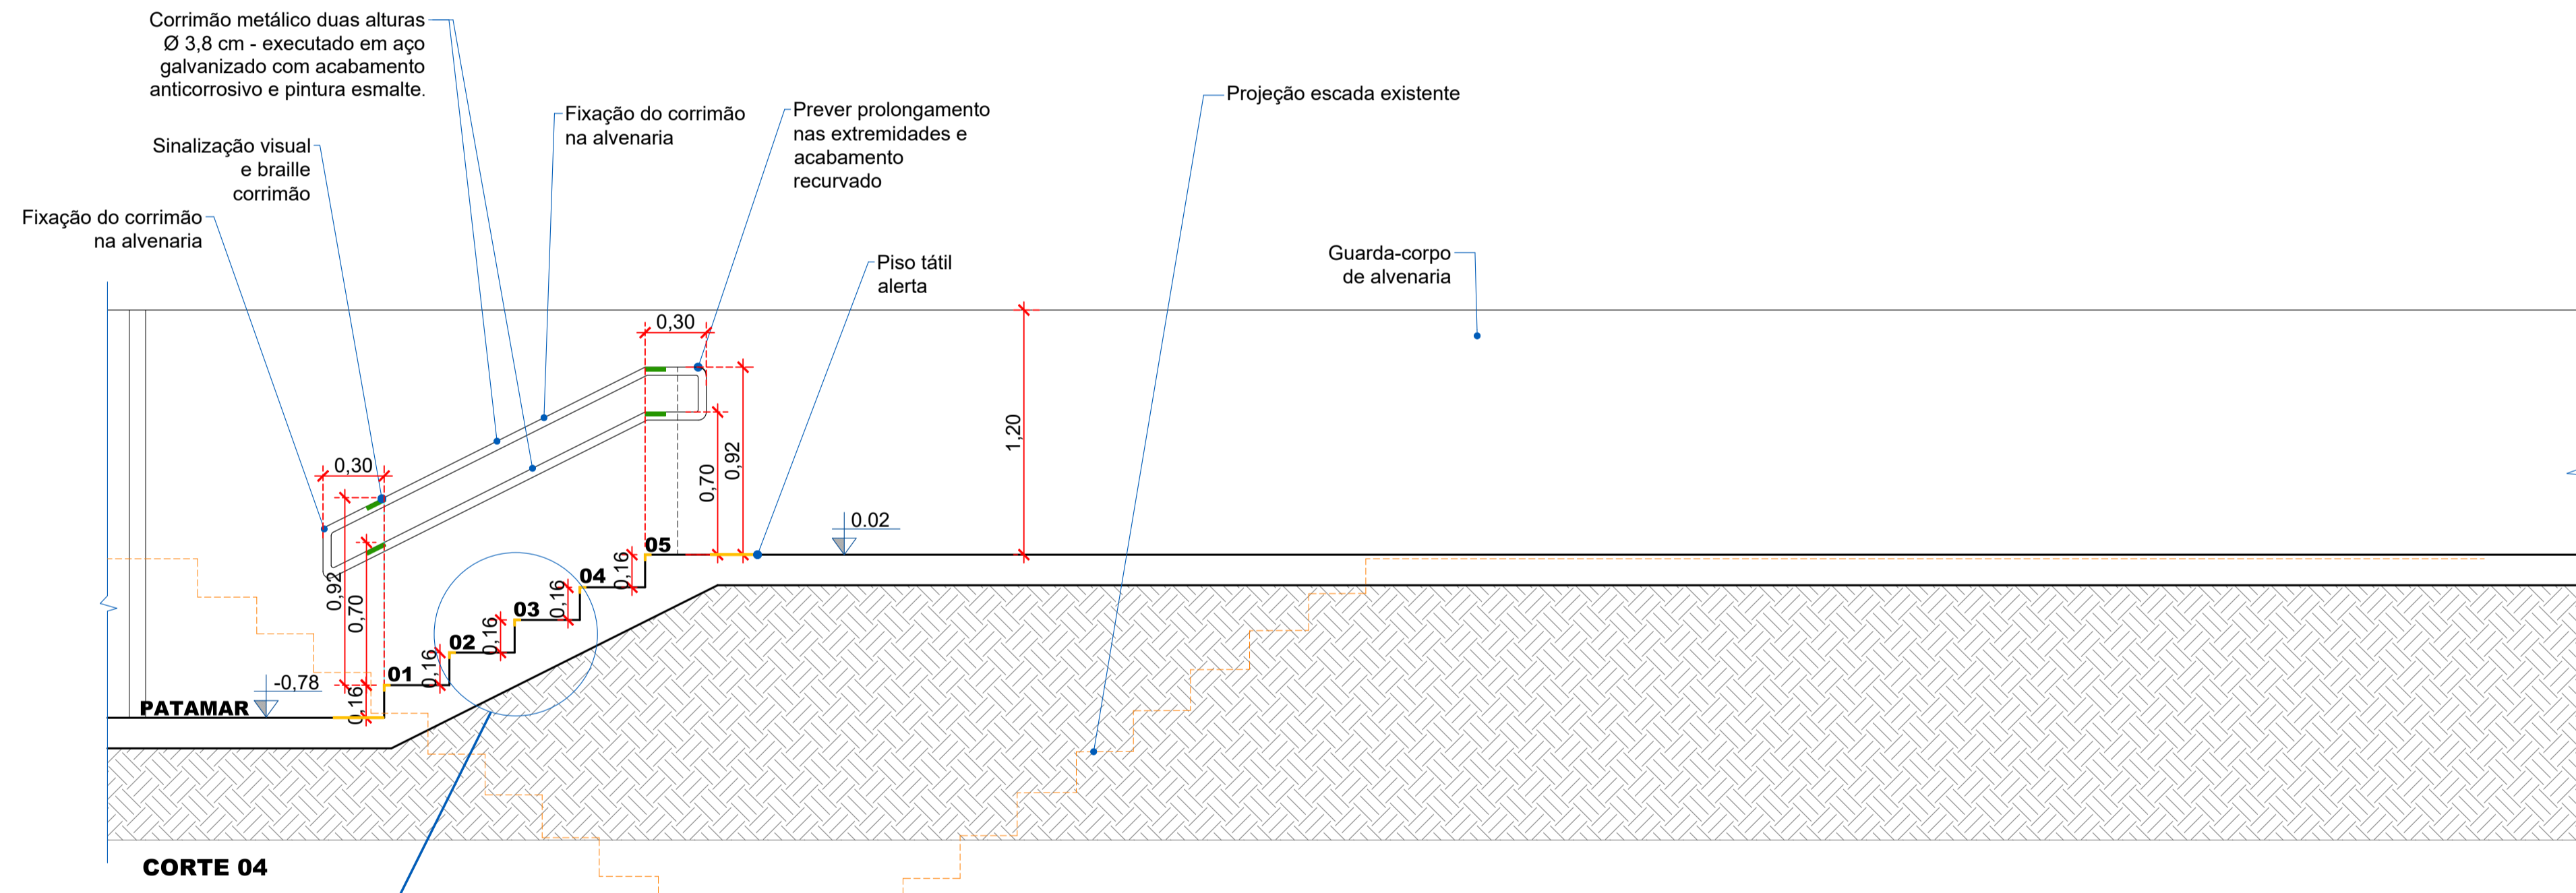 Corrimão metálico duas alturas
Ø 3,8 cm - executado em aço
galvanizado com acabamento
anticorrosivo e pintura esmalte.
Sinalização visual
e braille
corrimão
Fixação do corrimão
na alvenaria
Fixação do corrimão
na alvenaria
Prever prolongamento
nas extremidades e
acabamento
recurvado
Piso tátil
alerta
Projeção escada existente
Guarda-corpo
de alvenaria
0,30
0,30
0,92
0,70
0,92
0,70
1,20
0.02
-0,78
PATAMAR
0,16
01
0,16
02
0,16
03
0,16
04
0,16
05
CORTE 04